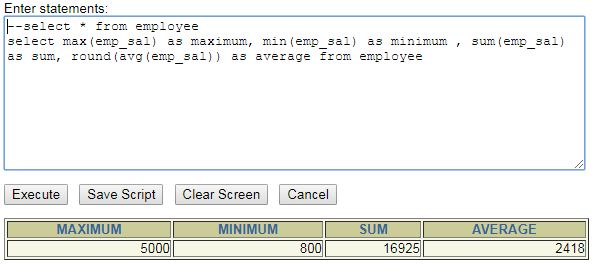 Enter statements:
--select * from employee
select max(emp_sal) as maximum, min(emp_sal) as minimum , sum(emp_sal)
as sum, round(avg(emp_sal)) as average from employee
Execute Save Script Clear Screen Cancel
MAXIMUM MINIMUM SUM AVERAGE
5000 800 16925 2418